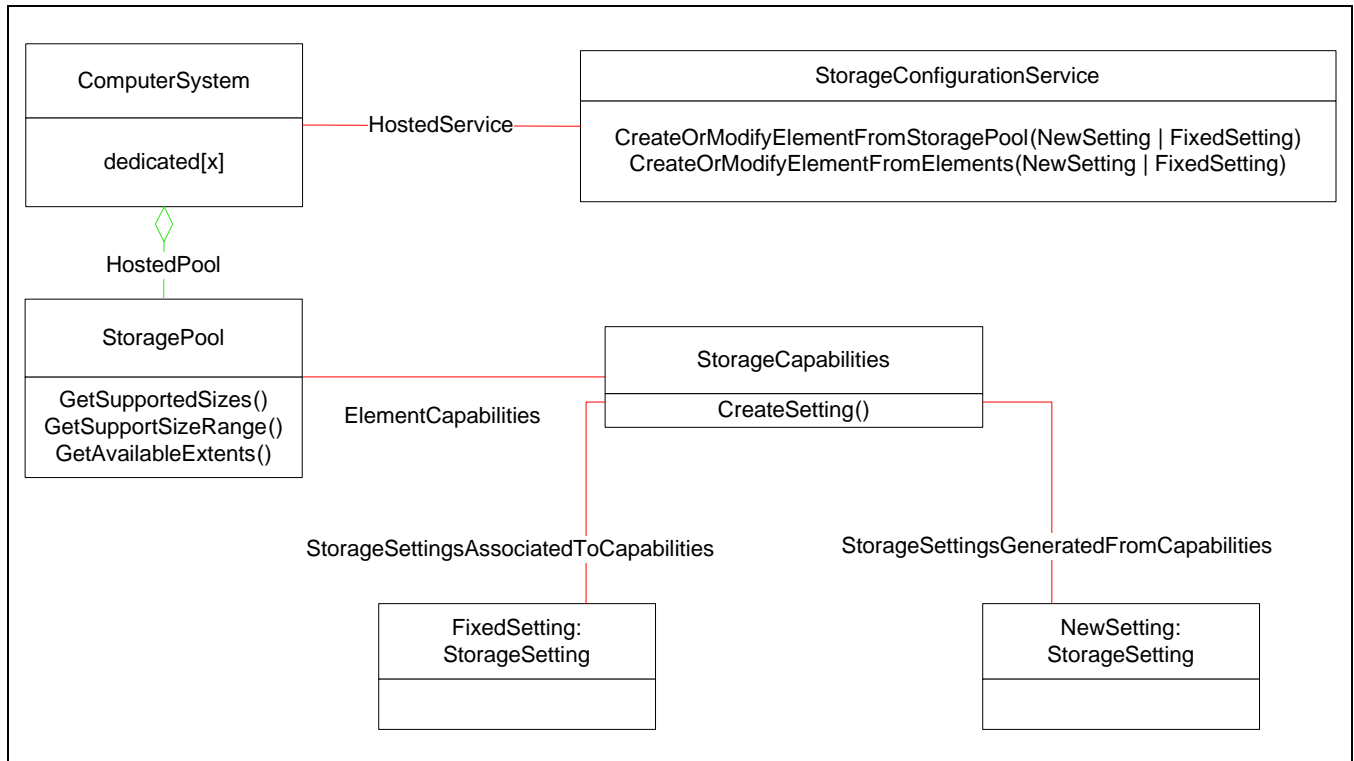 ComputerSystem
dedicated[x]
HostedService
StorageConfigurationService
CreateOrModifyElementFromStoragePool(NewSetting | FixedSetting)
CreateOrModifyElementFromElements(NewSetting | FixedSetting)
HostedPool
StoragePool
GetSupportedSizes()
GetSupportSizeRange()
GetAvailableExtents()
ElementCapabilities
StorageCapabilities
CreateSetting()
StorageSettingsAssociatedToCapabilities
StorageSettingsGeneratedFromCapabilities
FixedSetting:
StorageSetting
NewSetting:
StorageSetting